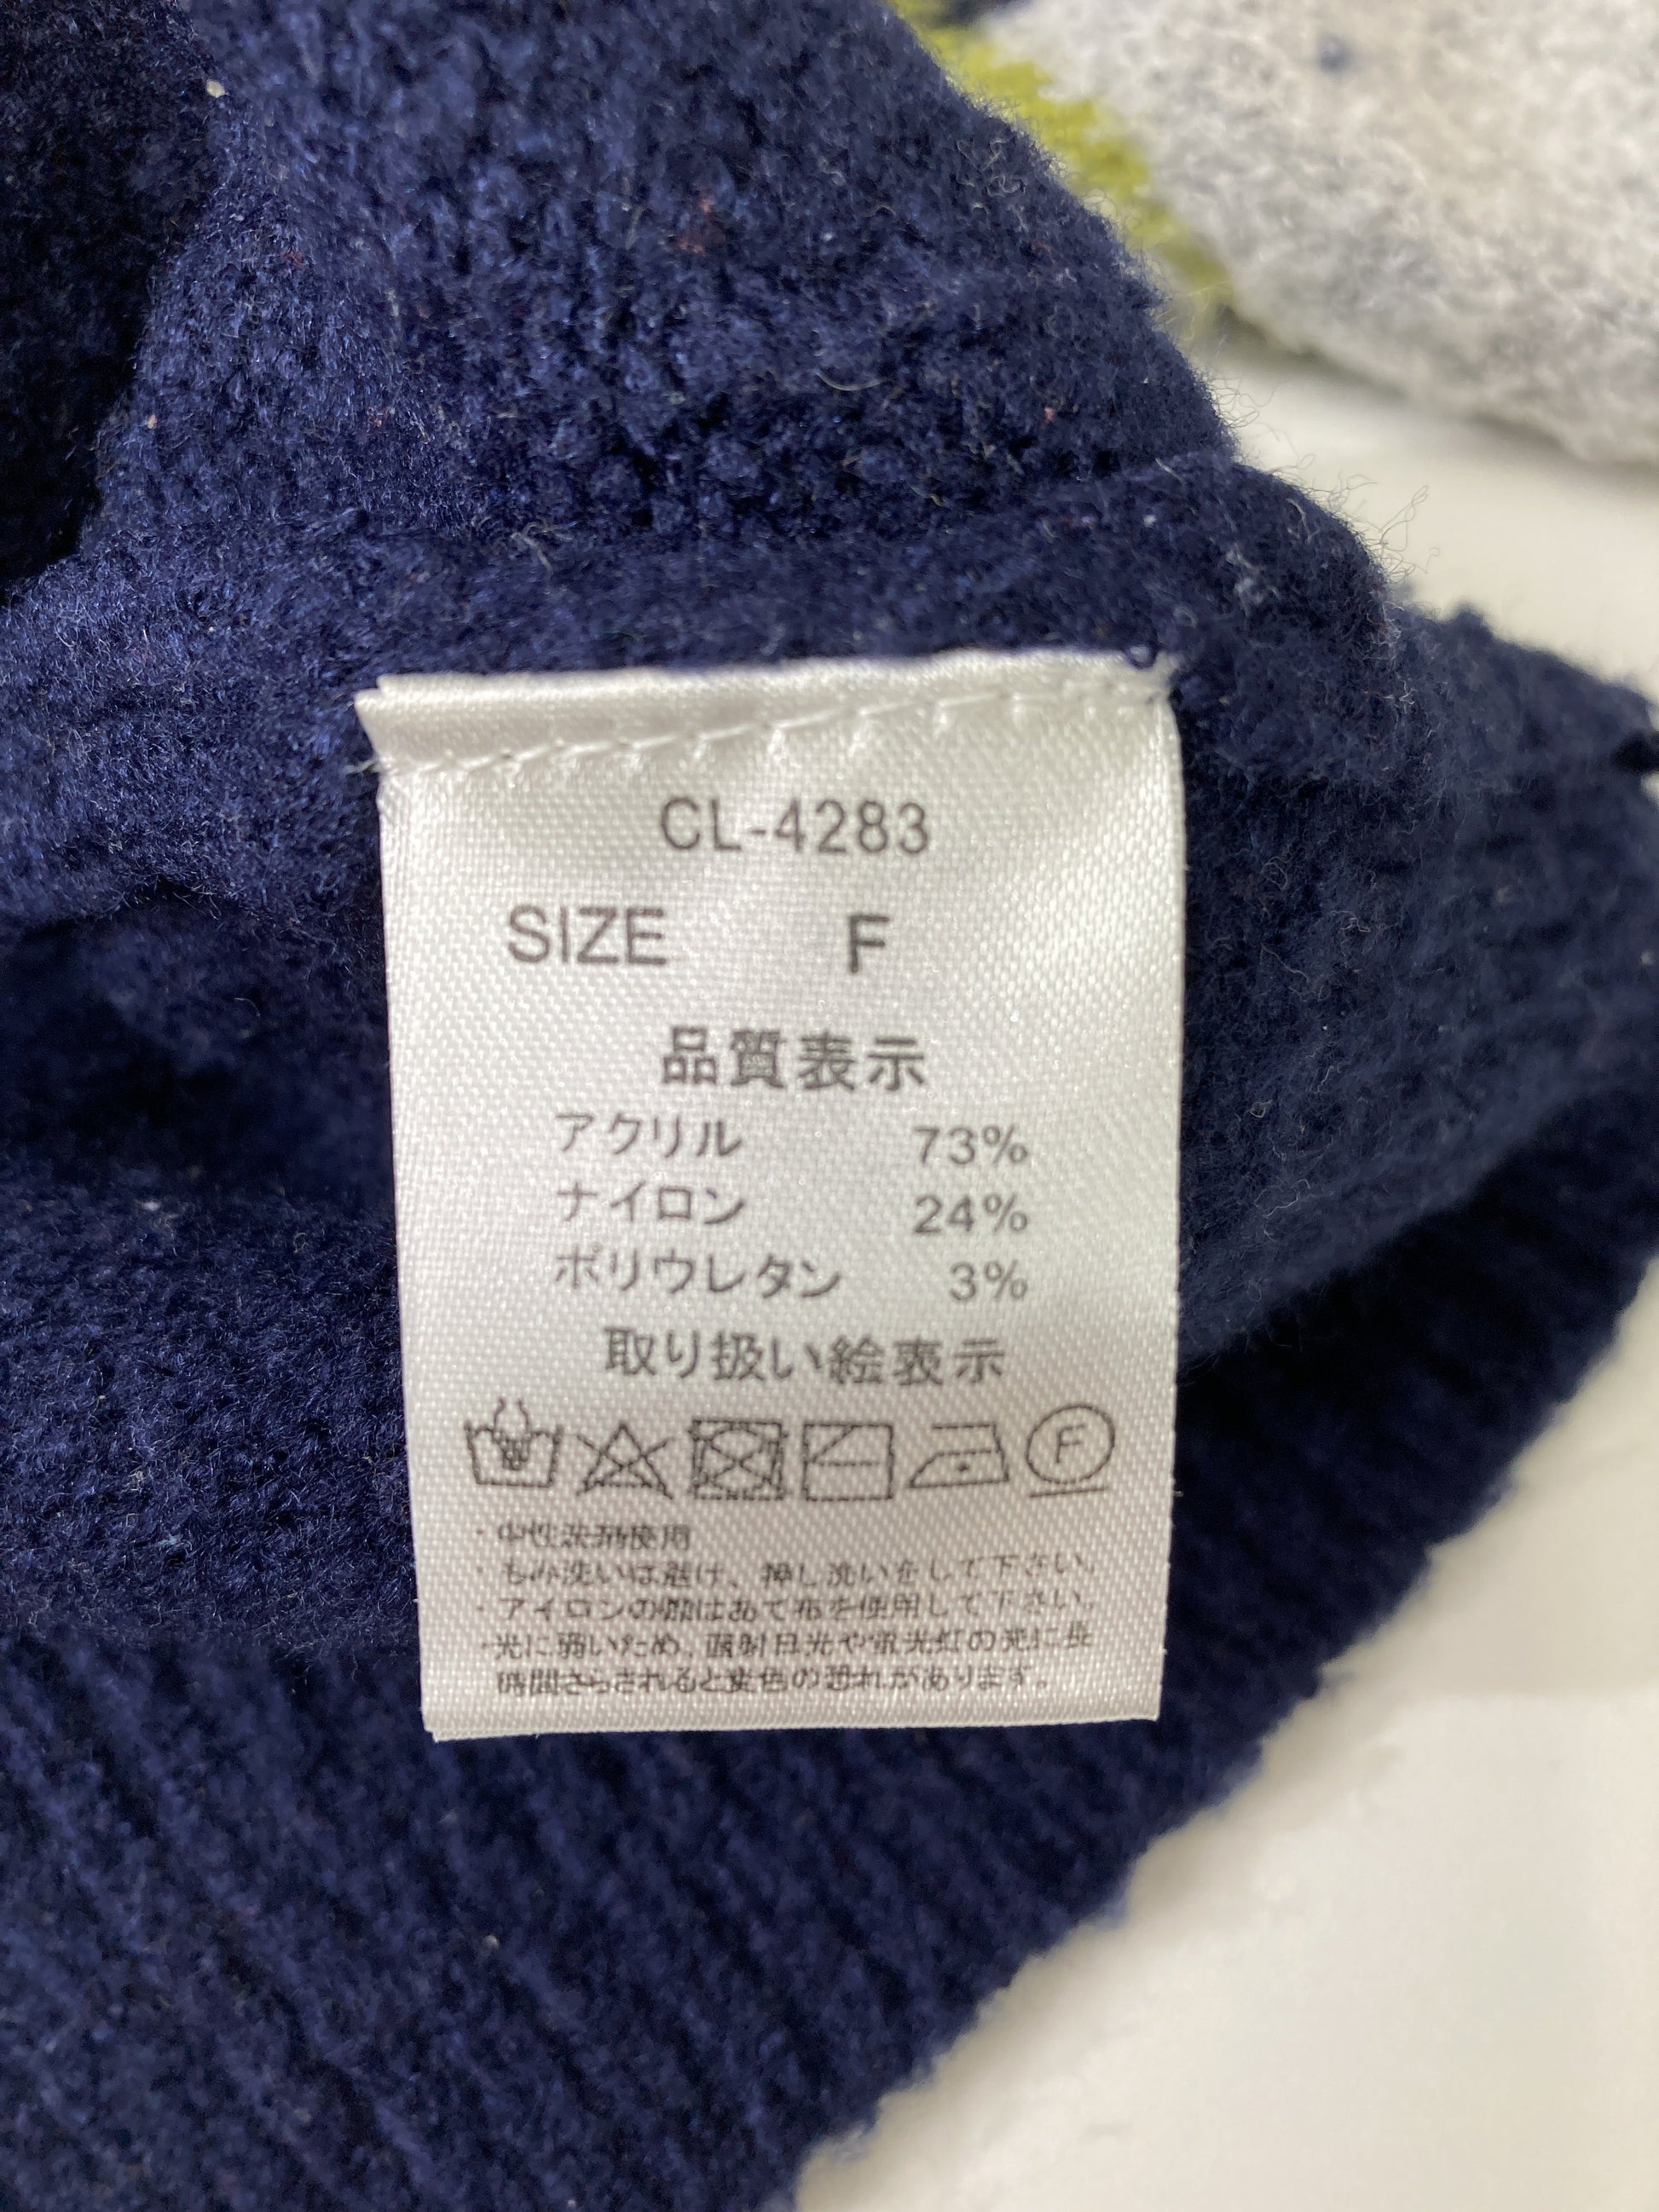 CL-4283
SIZE F
品質表示
アクリル 73%
ナイロン 24%
ポリウレタン 3%
取り扱い絵表示
F
・中性洗剤使用
・もみ洗いは避け、押し洗いをして下さい。
・アイロンの際はあて布を使用して下さい。
・光に弱いため、直射日光や蛍光灯の光に長
時間さらされると変色の恐れがあります。